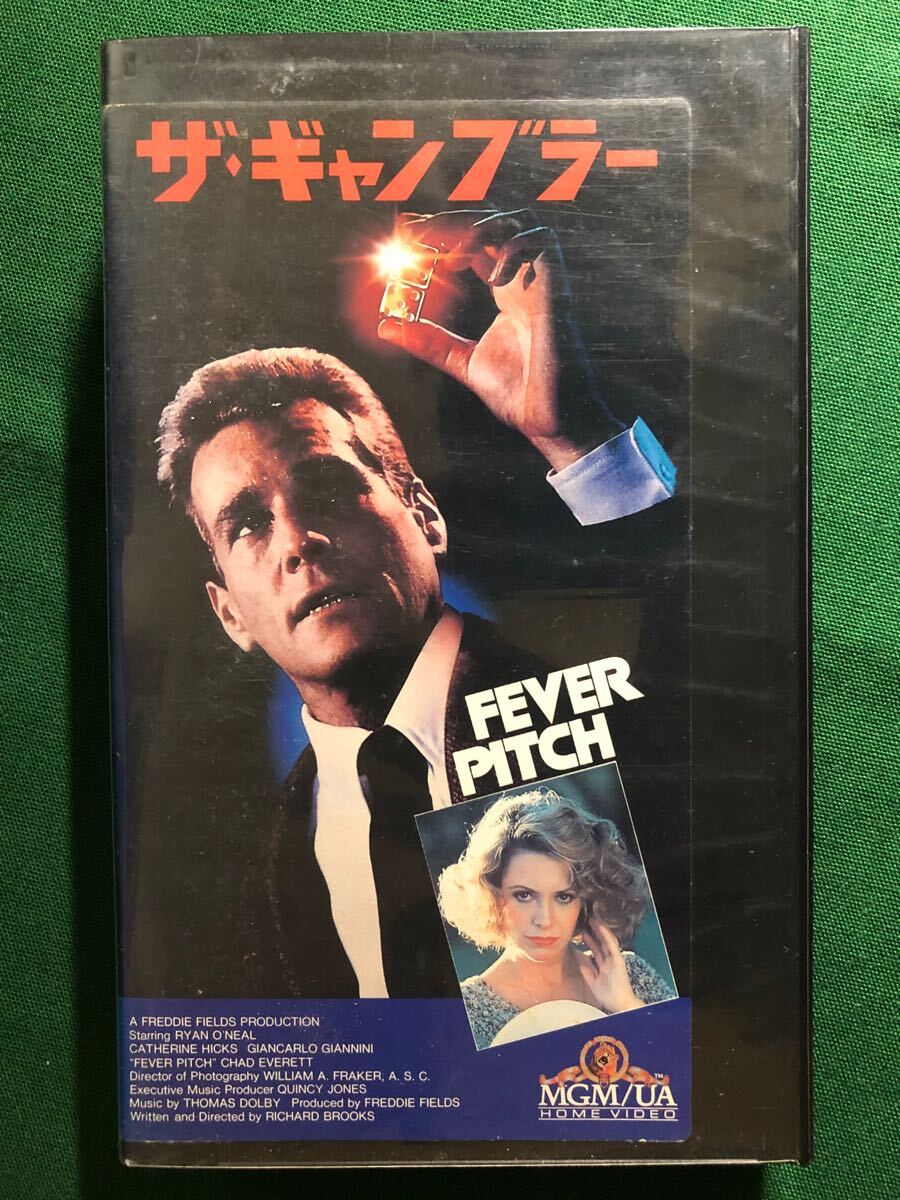 ザ・ギャンブラー
FEVER
PITCH
A FREDDIE FIELDS PRODUCTION
Starring RYAN O'NEAL
CATHERINE HICKS GIANCARLO GIANNINI
"FEVER PITCH" CHAD EVERETT
Director of Photography WILLIAM A. FRAKER, A. S. C.
Executive Music Producer QUINCY JONES
Music by THOMAS DOLBY Produced by FREDDIE FIELDS
Written and Directed by RICHARD BROOKS
MGM/UA
HOME VIDEO